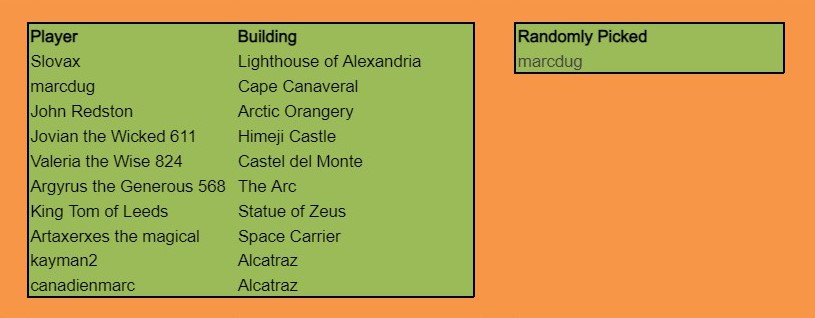 Player Building
Slovax Lighthouse of Alexandria
marcdug Cape Canaveral
John Redston Arctic Orangery
Jovian the Wicked 611 Himeji Castle
Valeria the Wise 824 Castel del Monte
Argyrus the Generous 568 The Arc
King Tom of Leeds Statue of Zeus
Artaxerxes the magical Space Carrier
kayman2 Alcatraz
canadienmarc Alcatraz
Randomly Picked
marcdug